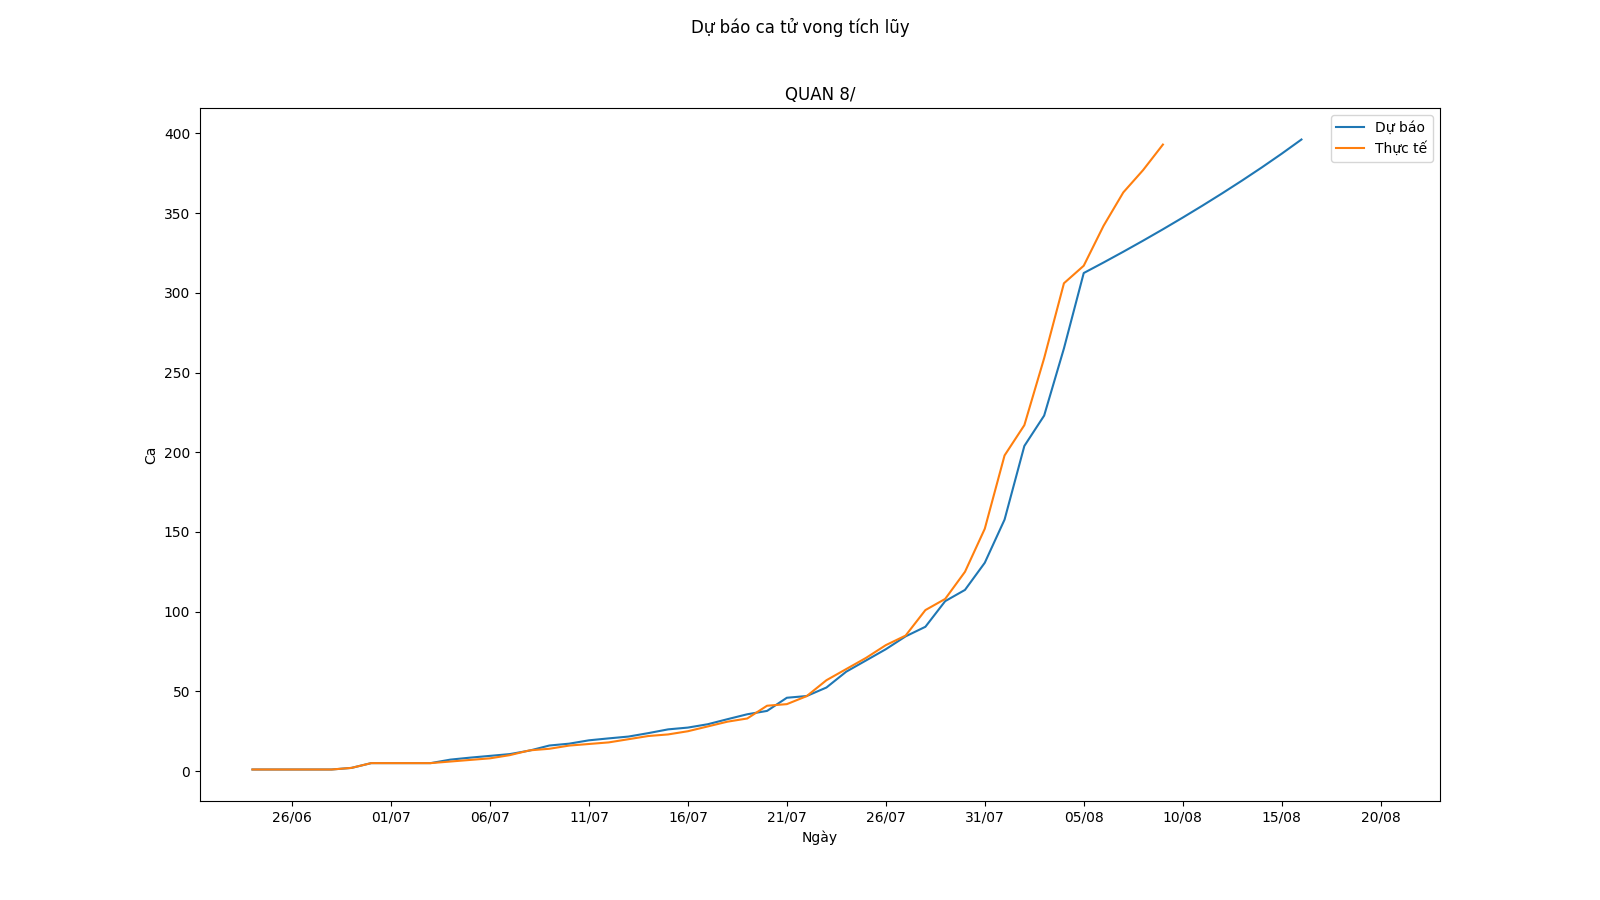 Dự báo ca tử vong tích lũy
QUAN 8/
Dự báo
Thực tế
400
350
300
250
200
150
100
50
0
Ca
26/06 01/07 06/07 11/07 16/07 21/07 26/07 31/07 05/08 10/08 15/08 20/08
Ngày